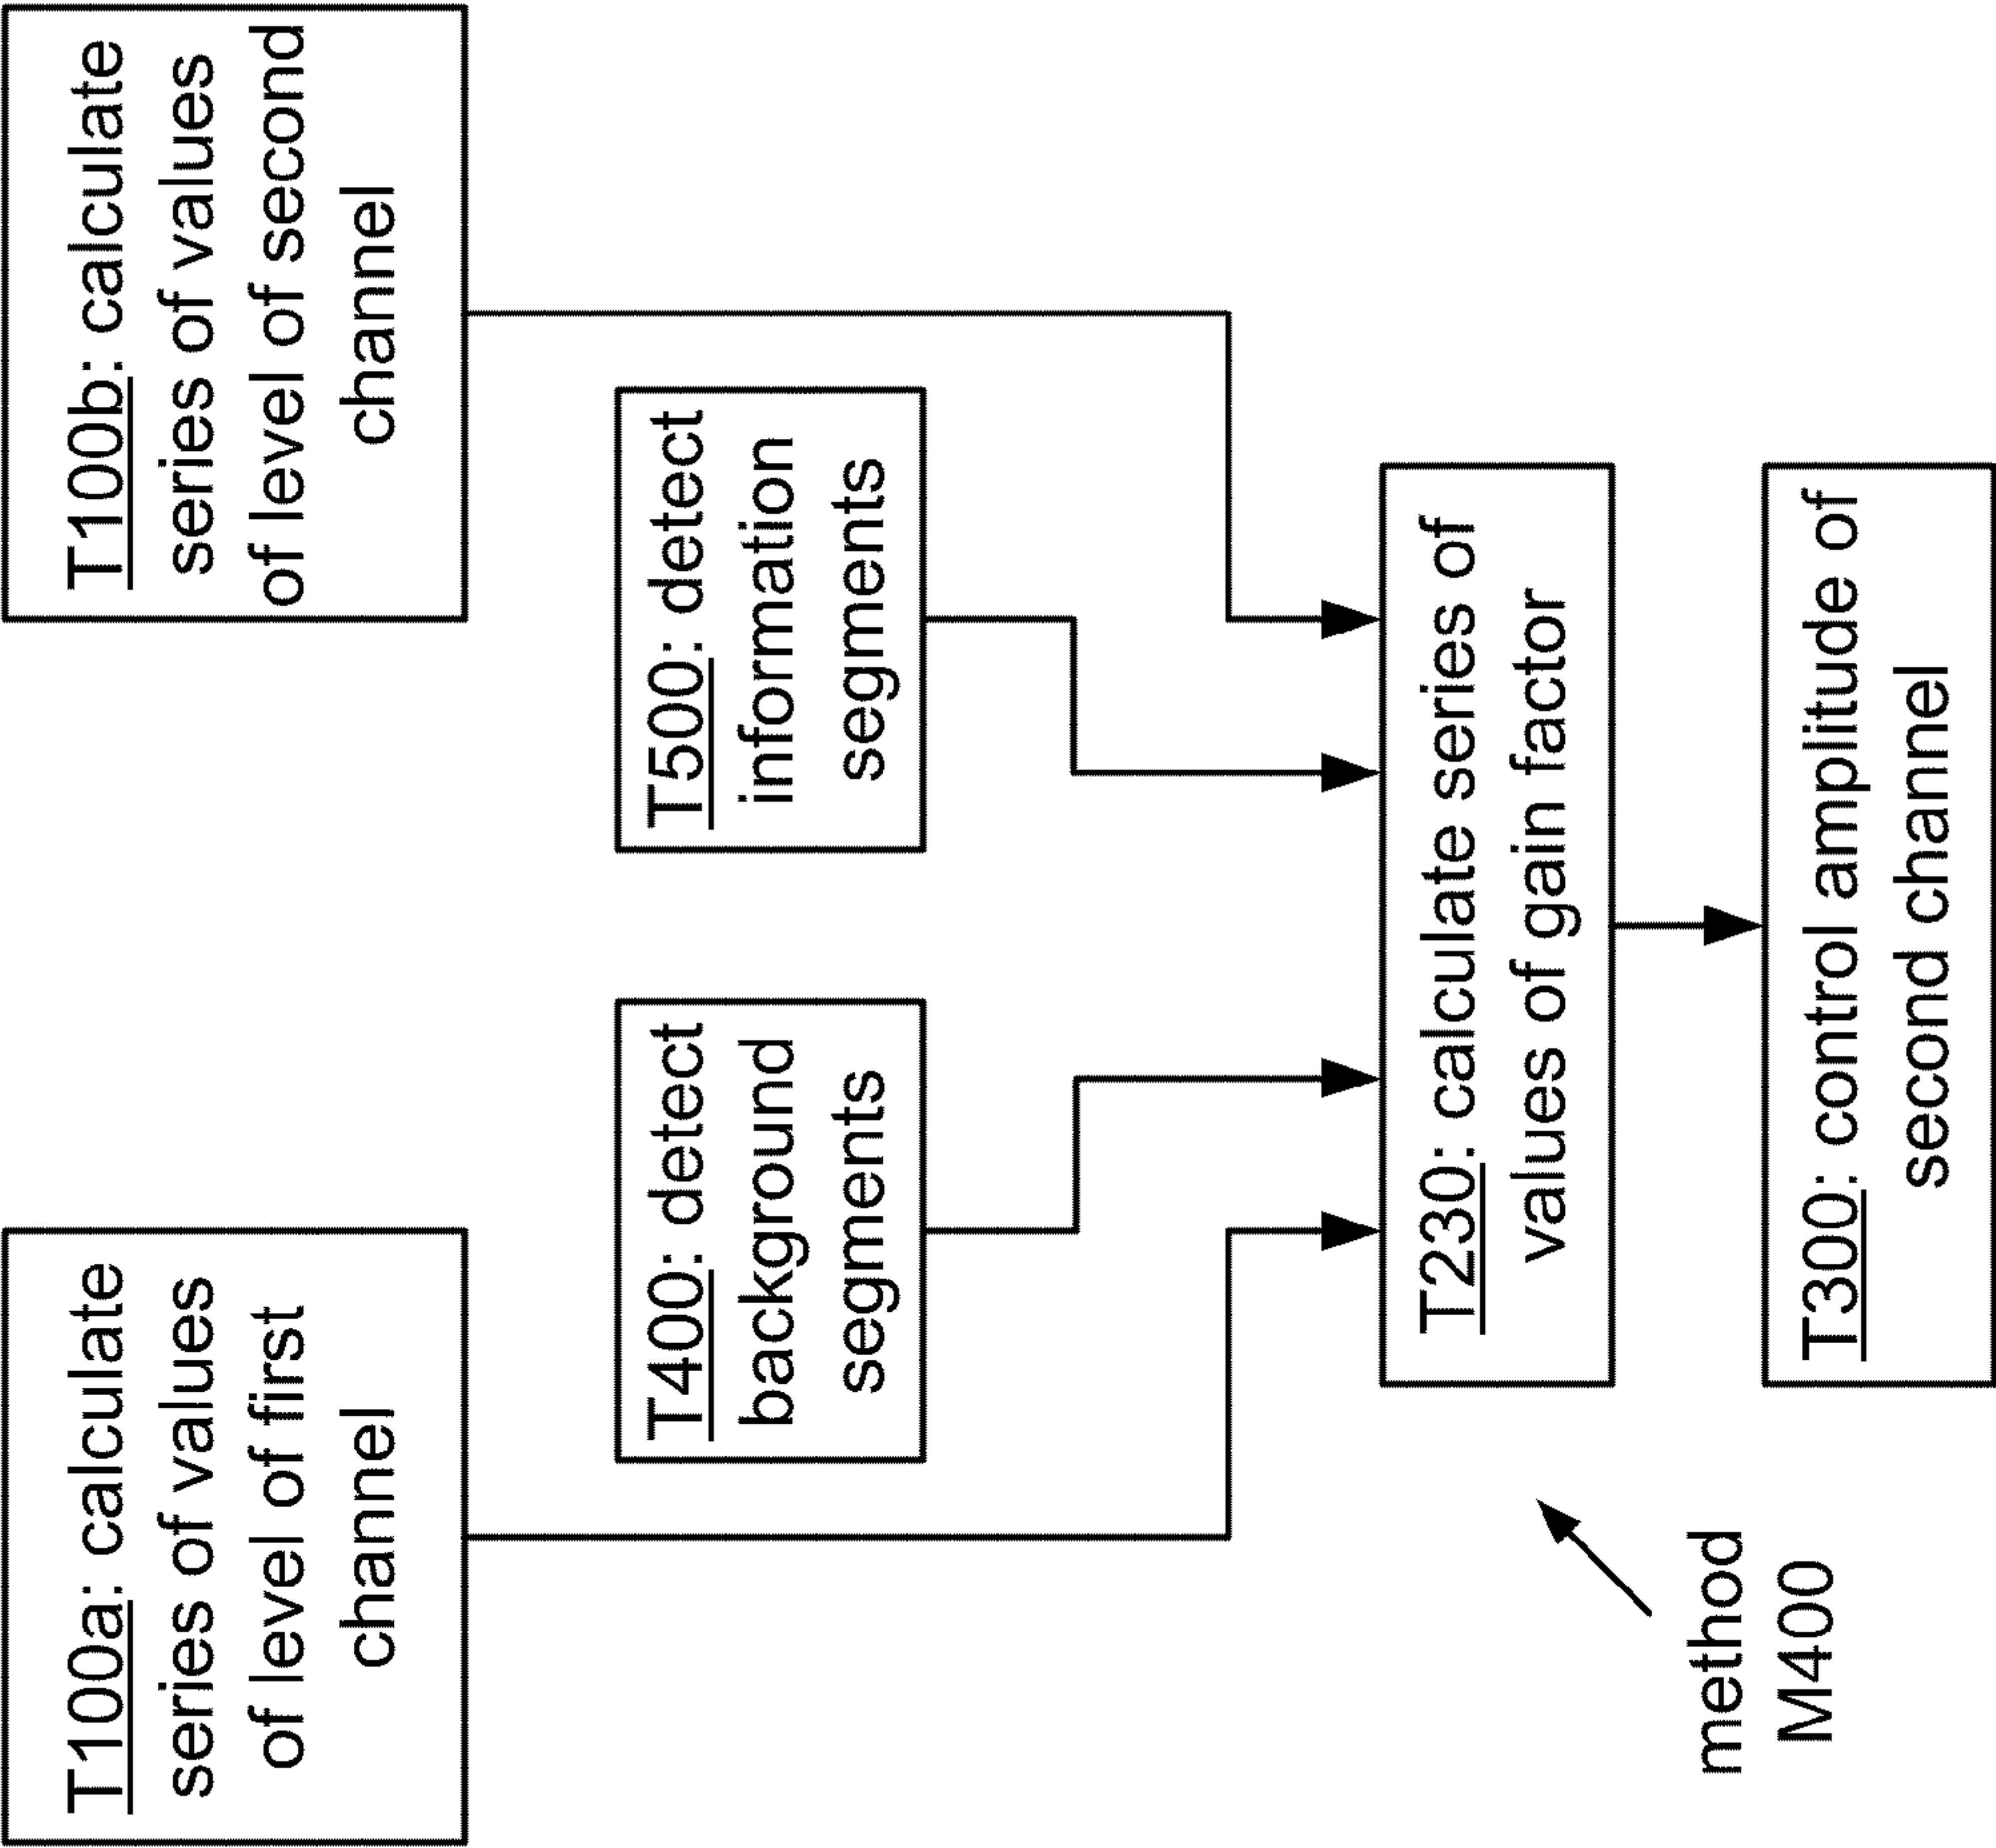 T100a: calculate
series of values
of level of first
channel
T100b: calculate
series of values
of level of second
channel
T400: detect
background
segments
T500: detect
information
segments
T230: calculate series of
values of gain factor
T300: control amplitude of
second channel
method
M400